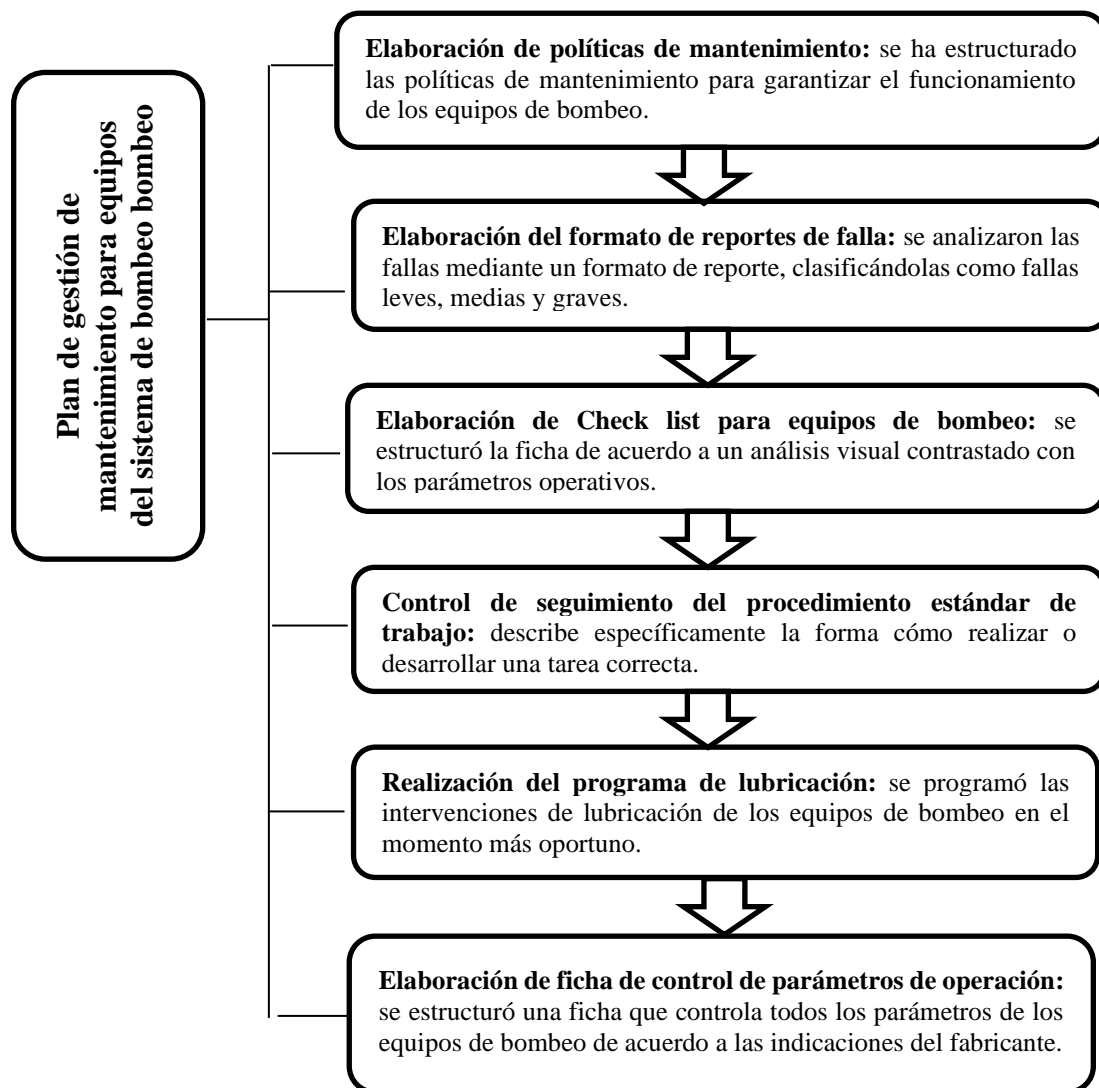 Plan de gestión de
mantenimiento para equipos
del sistema de bombeo bombeo
Elaboración de políticas de mantenimiento: se ha estructurado
las políticas de mantenimiento para garantizar el funcionamiento
de los equipos de bombeo.
Elaboración del formato de reportes de falla: se analizaron las
fallas mediante un formato de reporte, clasificándolas como fallas
leves, medias y graves.
Elaboración de Check list para equipos de bombeo: se
estructuró la ficha de acuerdo a un análisis visual contrastado con
los parámetros operativos.
Control de seguimiento del procedimiento estándar de
trabajo: describe específicamente la forma cómo realizar o
desarrollar una tarea correcta.
Realización del programa de lubricación: se programó las
intervenciones de lubricación de los equipos de bombeo en el
momento más oportuno.
Elaboración de ficha de control de parámetros de operación:
se estructuró una ficha que controla todos los parámetros de los
equipos de bombeo de acuerdo a las indicaciones del fabricante.